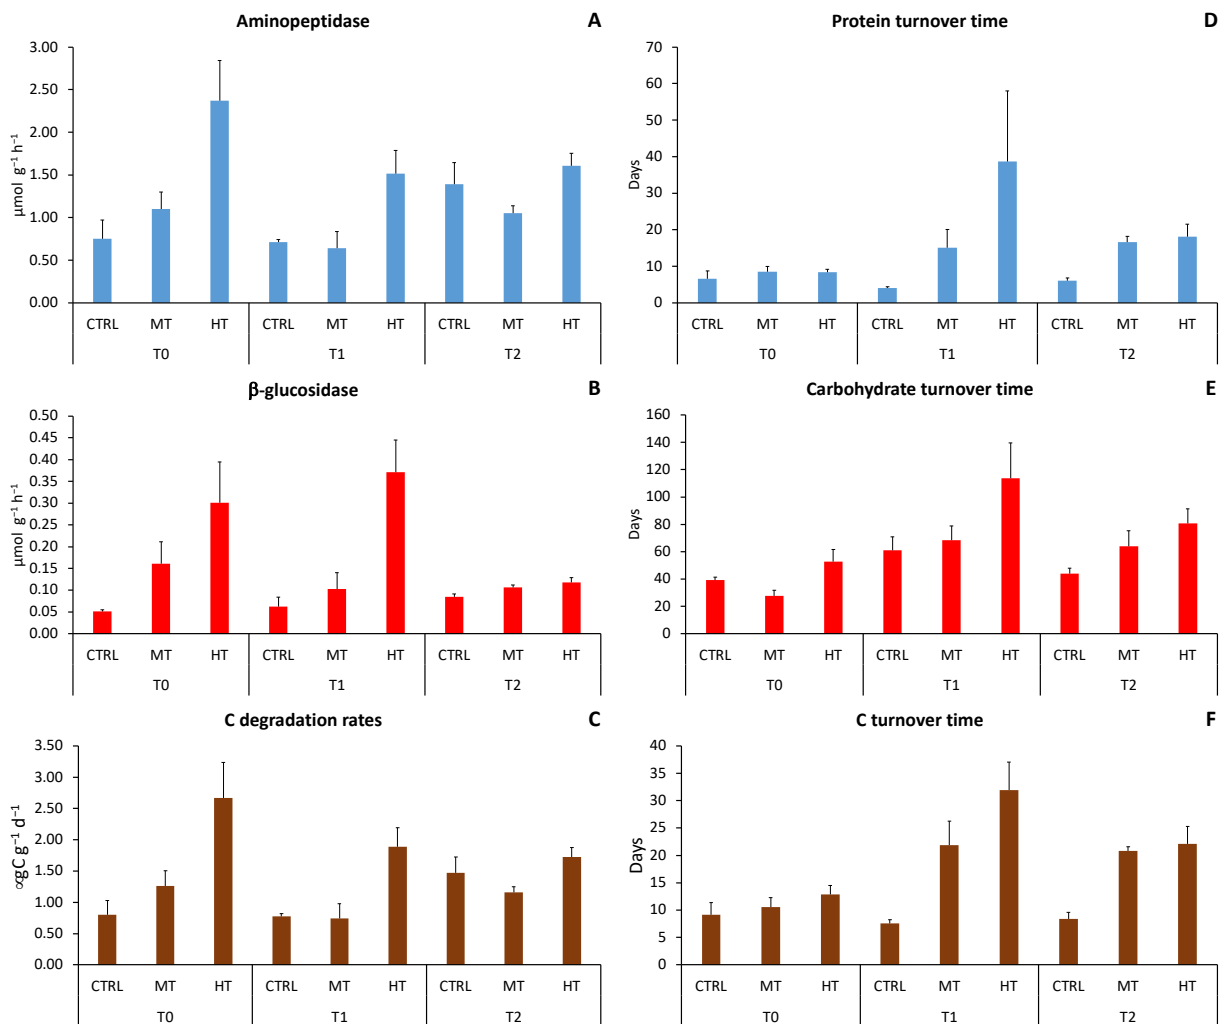 Aminopeptidase A
μmol g⁻¹ h⁻¹
3.00
2.50
2.00
1.50
1.00
0.50
0.00
CTRL MT HT CTRL MT HT CTRL MT HT
T0 T1 T2
Protein turnover time D
Days
70
60
50
40
30
20
10
0
CTRL MT HT CTRL MT HT CTRL MT HT
T0 T1 T2
β-glucosidase B
μmol g⁻¹ h⁻¹
0.50
0.45
0.40
0.35
0.30
0.25
0.20
0.15
0.10
0.05
0.00
CTRL MT HT CTRL MT HT CTRL MT HT
T0 T1 T2
Carbohydrate turnover time E
Days
160
140
120
100
80
60
40
20
0
CTRL MT HT CTRL MT HT CTRL MT HT
T0 T1 T2
C degradation rates C
∝gC g⁻¹ d⁻¹
3.50
3.00
2.50
2.00
1.50
1.00
0.50
0.00
CTRL MT HT CTRL MT HT CTRL MT HT
T0 T1 T2
C turnover time F
Days
40
35
30
25
20
15
10
5
0
CTRL MT HT CTRL MT HT CTRL MT HT
T0 T1 T2